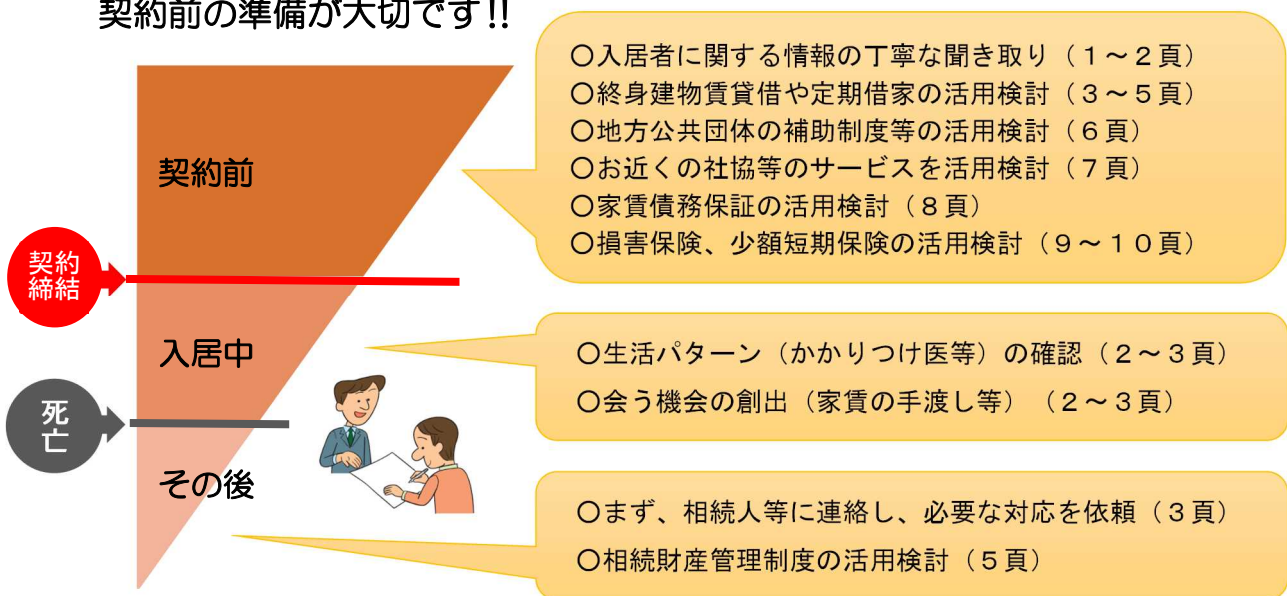 契約前の準備が大切です!!
契約前
〇入居者に関する情報の丁寧な聞き取り（１～２頁）
〇終身建物賃貸借や定期借家の活用検討（３～５頁）
〇地方公共団体の補助制度等の活用検討（６頁）
〇お近くの社協等のサービスを活用検討（７頁）
〇家賃債務保証の活用検討（８頁）
〇損害保険、少額短期保険の活用検討（９～１０頁）
契約
締結
入居中
〇生活パターン（かかりつけ医等）の確認（２～３頁）
〇会う機会の創出（家賃の手渡し等）（２～３頁）
死
亡
その後
〇まず、相続人等に連絡し、必要な対応を依頼（３頁）
〇相続財産管理制度の活用検討（５頁）